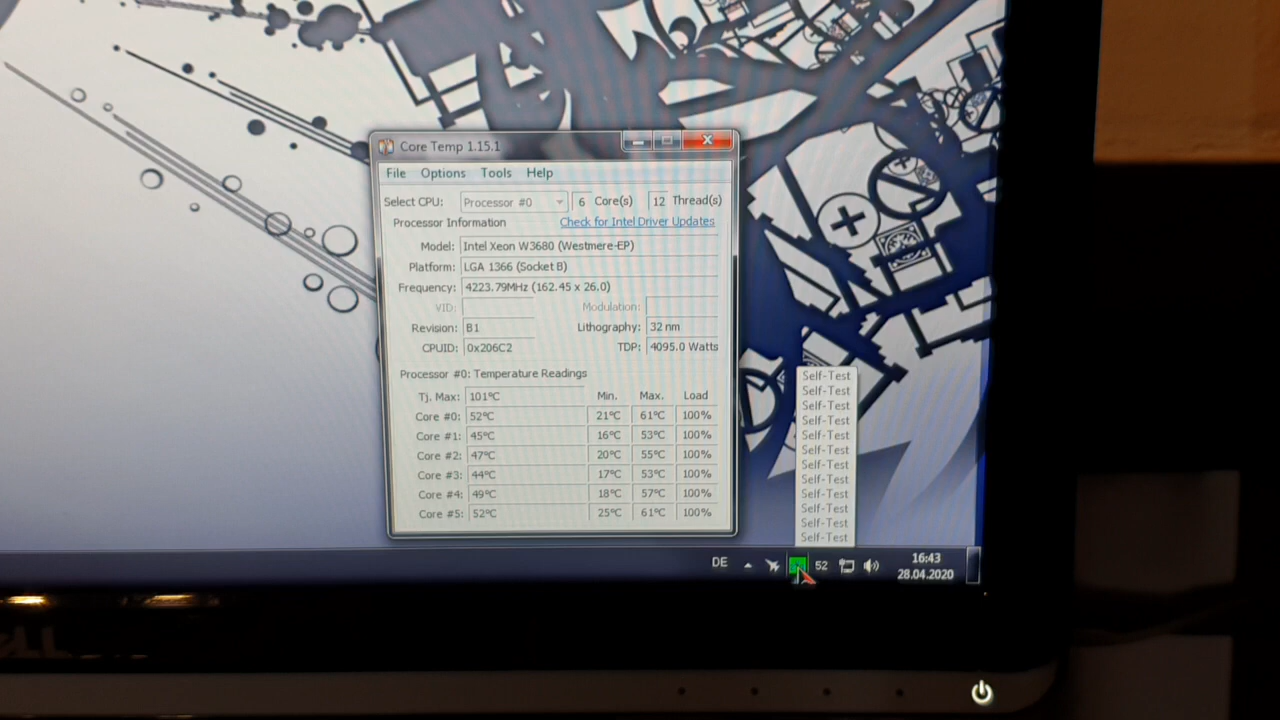 Core Temp 1.15.1
File Options Tools Help
Select CPU: Processor #0 6 Core(s) 12 Thread(s)
Processor Information Check for Intel Driver Updates
Model: Intel Xeon W3680 (Westmere-EP)
Platform: LGA 1366 (Socket B)
Frequency: 4223.79MHz (162.45 x 26.0)
VID: Modulation:
Revision: B1 Lithography: 32 nm
CPUID: 0x206C2 TDP: 4095.0 Watts
Processor #0: Temperature Readings
Tj. Max: 101°C Min. Max. Load
Core #0: 52°C 21°C 61°C 100%
Core #1: 45°C 16°C 53°C 100%
Core #2: 47°C 20°C 55°C 100%
Core #3: 44°C 17°C 53°C 100%
Core #4: 49°C 18°C 57°C 100%
Core #5: 52°C 25°C 61°C 100%
Self-Test
Self-Test
Self-Test
Self-Test
Self-Test
Self-Test
Self-Test
Self-Test
Self-Test
Self-Test
Self-Test
Self-Test
DE 52 16:43
28.04.2020